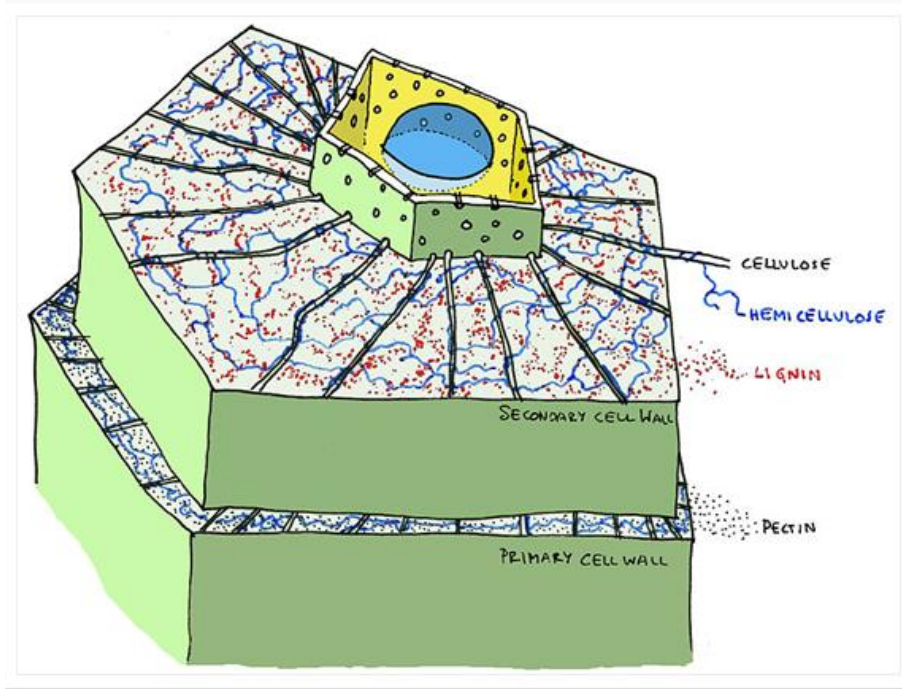 CELLULOSE
HEMICELLULOSE
LIGNIN
SECONDARY CELL WALL
PECTIN
PRIMARY CELL WALL